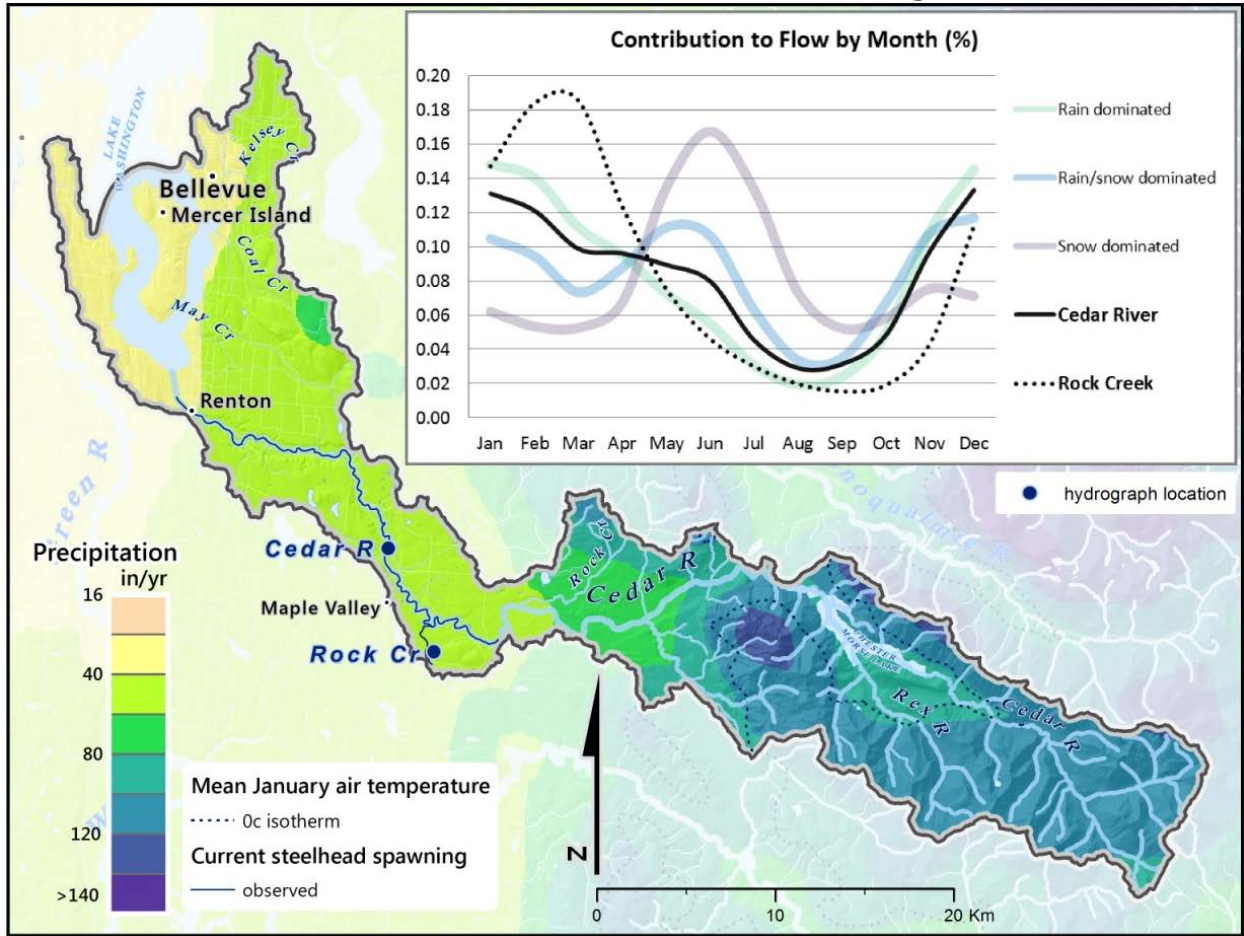 Contribution to Flow by Month (%)
0.20
0.18
0.16
0.14
0.12
0.10
0.08
0.06
0.04
0.02
0.00
Jan Feb Mar Apr May Jun Jul Aug Sep Oct Nov Dec
Rain dominated
Rain/snow dominated
Snow dominated
Cedar River
Rock Creek
hydrograph location
LAKE
WASHINGTON
Kelsey Cr
Bellevue
Mercer Island
Coal Cr
May Cr
Renton
Green R
Cedar R
Maple Valley
Rock Cr
Rock Cr
Cedar R
CHESTER
MORSE LAKE
Rex R
Cedar R
Precipitation
in/yr
16
40
80
120
>140
Mean January air temperature
0c isotherm
Current steelhead spawning
observed
N
0 10 20 Km